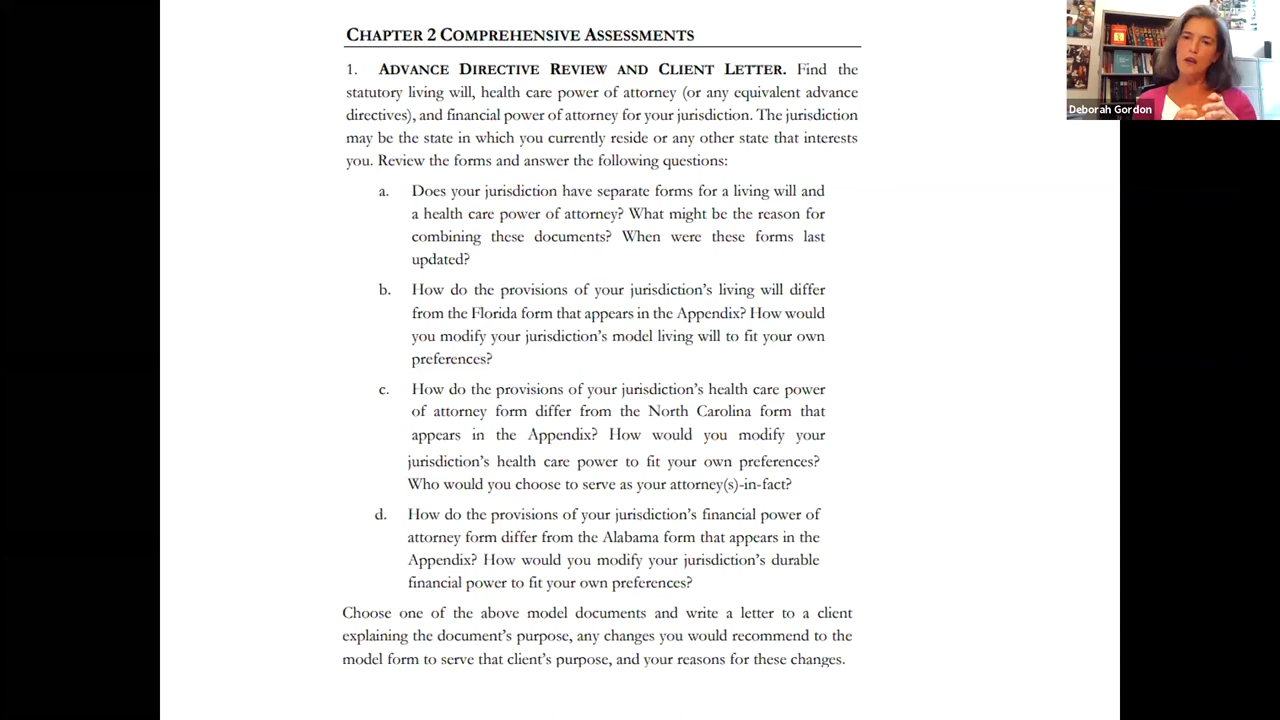 CHAPTER 2 COMPREHENSIVE ASSESSMENTS
1. ADVANCE DIRECTIVE REVIEW AND CLIENT LETTER. Find the
statutory living will, health care power of attorney (or any equivalent advance
directives), and financial power of attorney for your jurisdiction. The jurisdiction
may be the state in which you currently reside or any other state that interests
you. Review the forms and answer the following questions:
a. Does your jurisdiction have separate forms for a living will and
a health care power of attorney? What might be the reason for
combining these documents? When were these forms last
updated?
b. How do the provisions of your jurisdiction's living will differ
from the Florida form that appears in the Appendix? How would
you modify your jurisdiction's model living will to fit your own
preferences?
c. How do the provisions of your jurisdiction's health care power
of attorney form differ from the North Carolina form that
appears in the Appendix? How would you modify your
jurisdiction's health care power to fit your own preferences?
Who would you choose to serve as your attorney(s)-in-fact?
d. How do the provisions of your jurisdiction's financial power of
attorney form differ from the Alabama form that appears in the
Appendix? How would you modify your jurisdiction's durable
financial power to fit your own preferences?
Choose one of the above model documents and write a letter to a client
explaining the document's purpose, any changes you would recommend to the
model form to serve that client's purpose, and your reasons for these changes.
Deborah Gordon